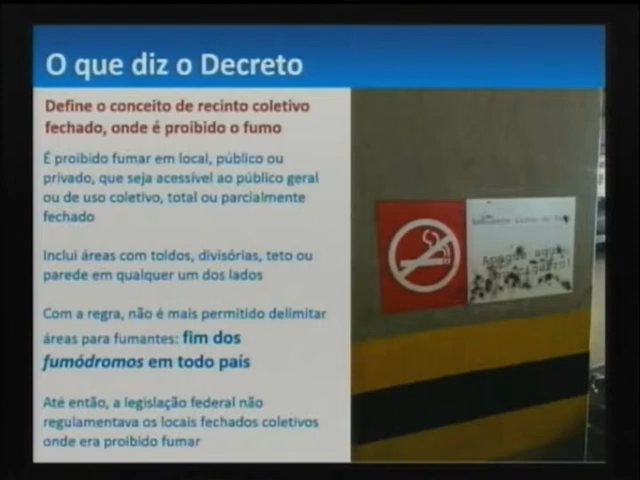 O que diz o Decreto
Define o conceito de recinto coletivo
fechado, onde é proibido o fumo
É proibido fumar em local, público ou
privado, que seja acessível ao público geral
ou de uso coletivo, total ou parcialmente
fechado
Inclui áreas com toldos, divisórias, teto ou
parede em qualquer um dos lados
Com a regra, não é mais permitido delimitar
áreas para fumantes: fim dos
fumódromos em todo país
Até então, a legislação federal não
regulamentava os locais fechados coletivos
onde era proibido fumar
Apague aqui